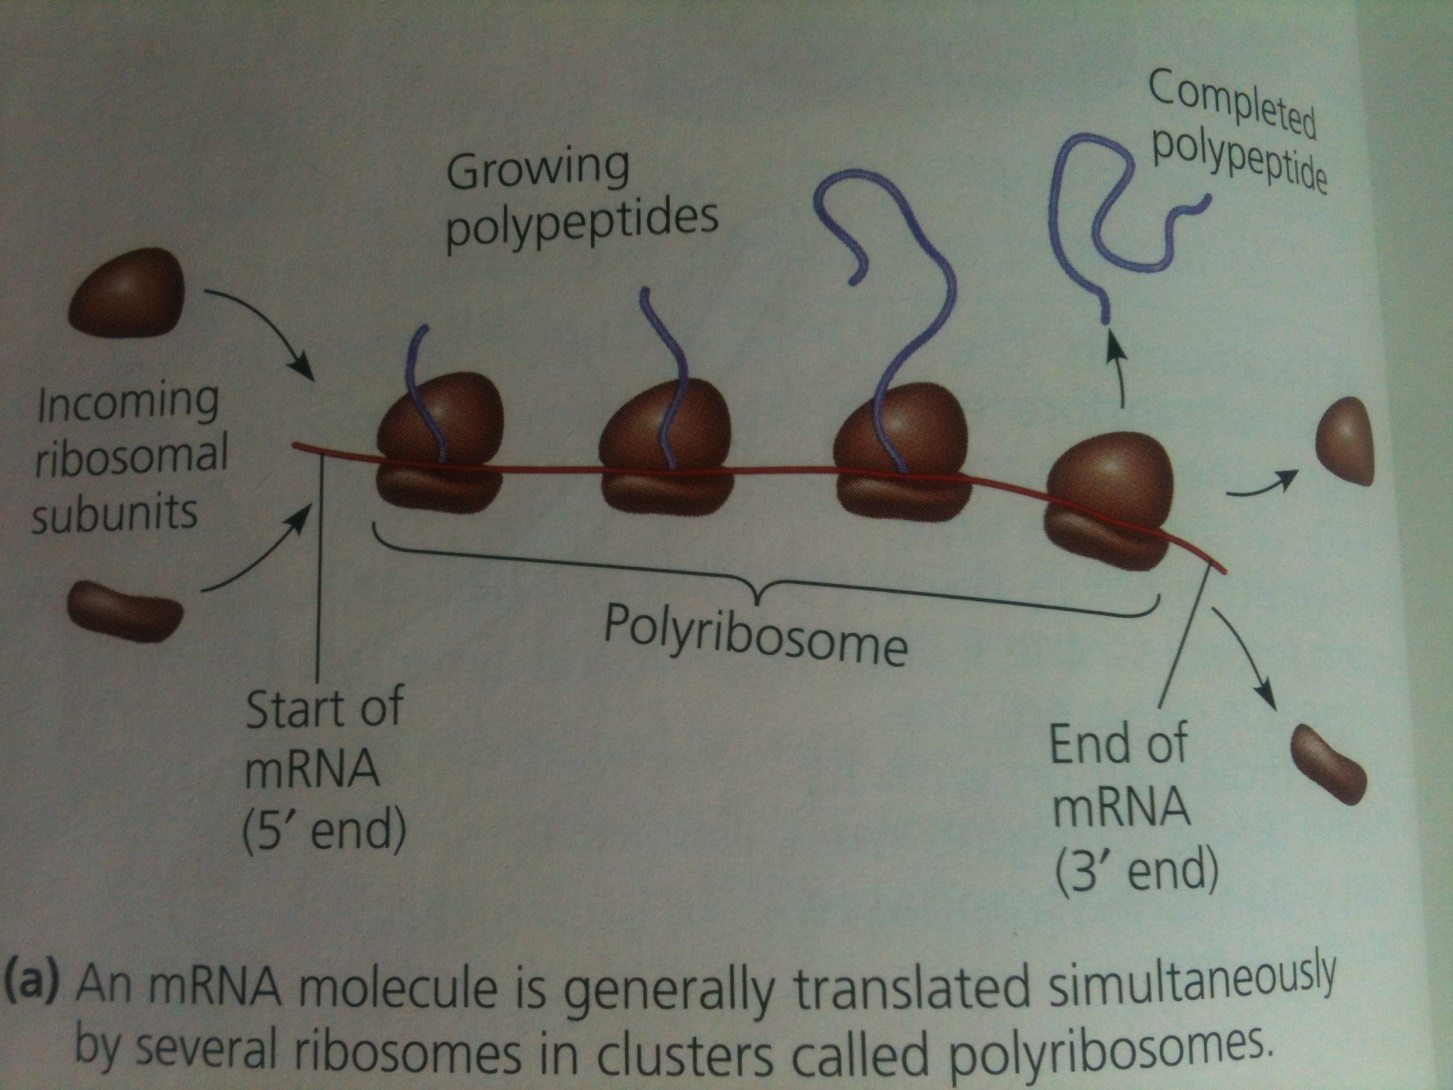 Completed
polypeptide
Growing
polypeptides
Incoming
ribosomal
subunits
Polyribosome
Start of
mRNA
(5′ end)
End of
mRNA
(3′ end)
(a) An mRNA molecule is generally translated simultaneously
by several ribosomes in clusters called polyribosomes.